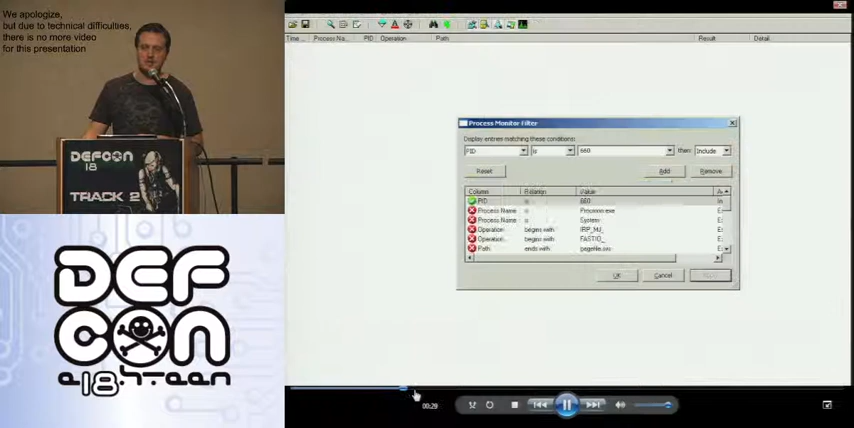 We apologize,
but due to technical difficulties,
there is no more video
for this presentation
DEFCON
18
TRACK 2
DEF
CON
e18hteen
Time ... Process Na... PID Operation Path Result Detail
Process Monitor Filter
Display entries matching these conditions:
PID is 660 then Include
Reset Add Remove
Column Relation Value A
PID is 660 In
Process Name is Procmon.exe E
Process Name is System E
Operation begins with IRP_MJ_ E
Operation begins with FASTIO_ E
Path ends with pagefile.sys E
OK Cancel
00:29